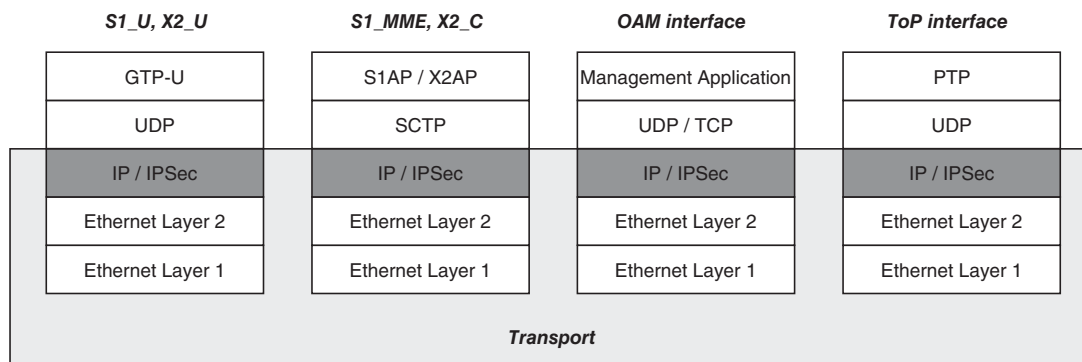 S1_U, X2_U
S1_MME, X2_C
OAM interface
ToP interface
GTP-U
S1AP / X2AP
Management Application
PTP
UDP
SCTP
UDP / TCP
UDP
IP / IPSec
IP / IPSec
IP / IPSec
IP / IPSec
Ethernet Layer 2
Ethernet Layer 2
Ethernet Layer 2
Ethernet Layer 2
Ethernet Layer 1
Ethernet Layer 1
Ethernet Layer 1
Ethernet Layer 1
Transport